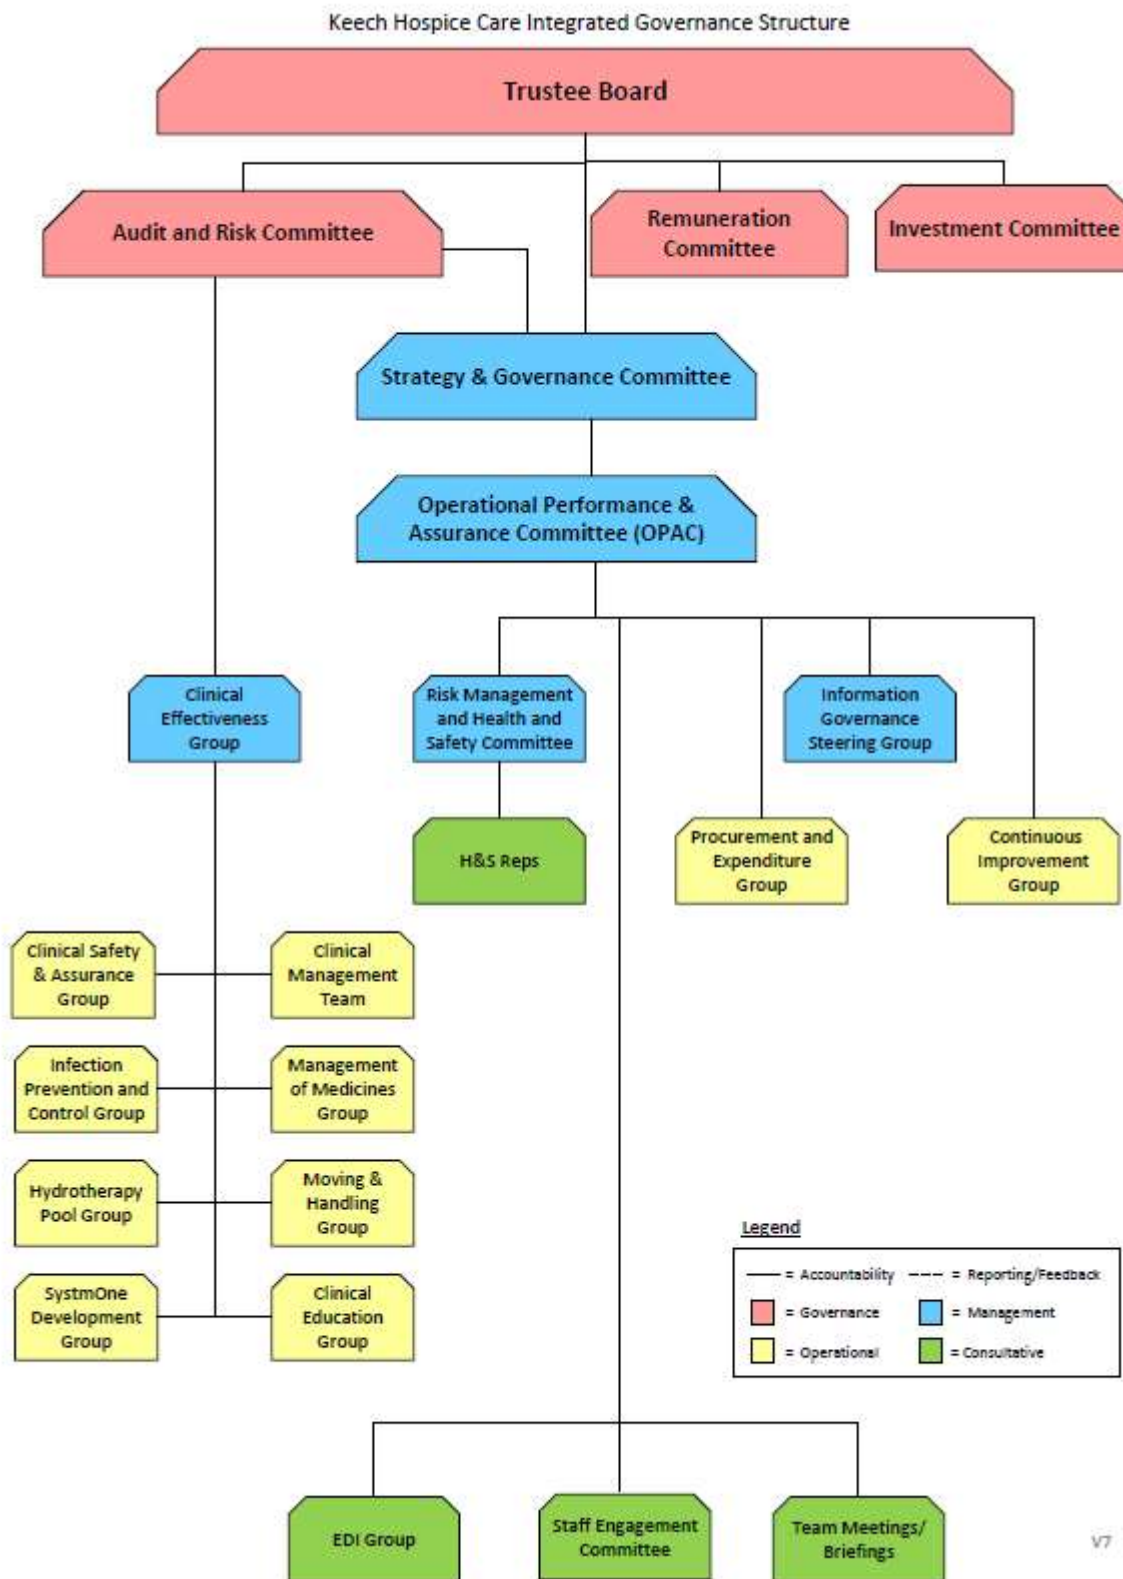 Keech Hospice Care Integrated Governance Structure
Trustee Board
Audit and Risk Committee
Remuneration
Committee
Investment Committee
Strategy & Governance Committee
Operational Performance &
Assurance Committee (OPAC)
Clinical
Effectiveness
Group
Risk Management
and Health and
Safety Committee
Information
Governance
Steering Group
H&S Reps
Procurement and
Expenditure
Group
Continuous
Improvement
Group
Clinical Safety
& Assurance
Group
Clinical
Management
Team
Infection
Prevention and
Control Group
Management
of Medicines
Group
Hydrotherapy
Pool Group
Moving &
Handling
Group
SystmOne
Development
Group
Clinical
Education
Group
Legend
= Accountability
= Reporting/Feedback
= Governance
= Management
= Operational
= Consultative
EDI Group
Staff Engagement
Committee
Team Meetings/
Briefings
V7